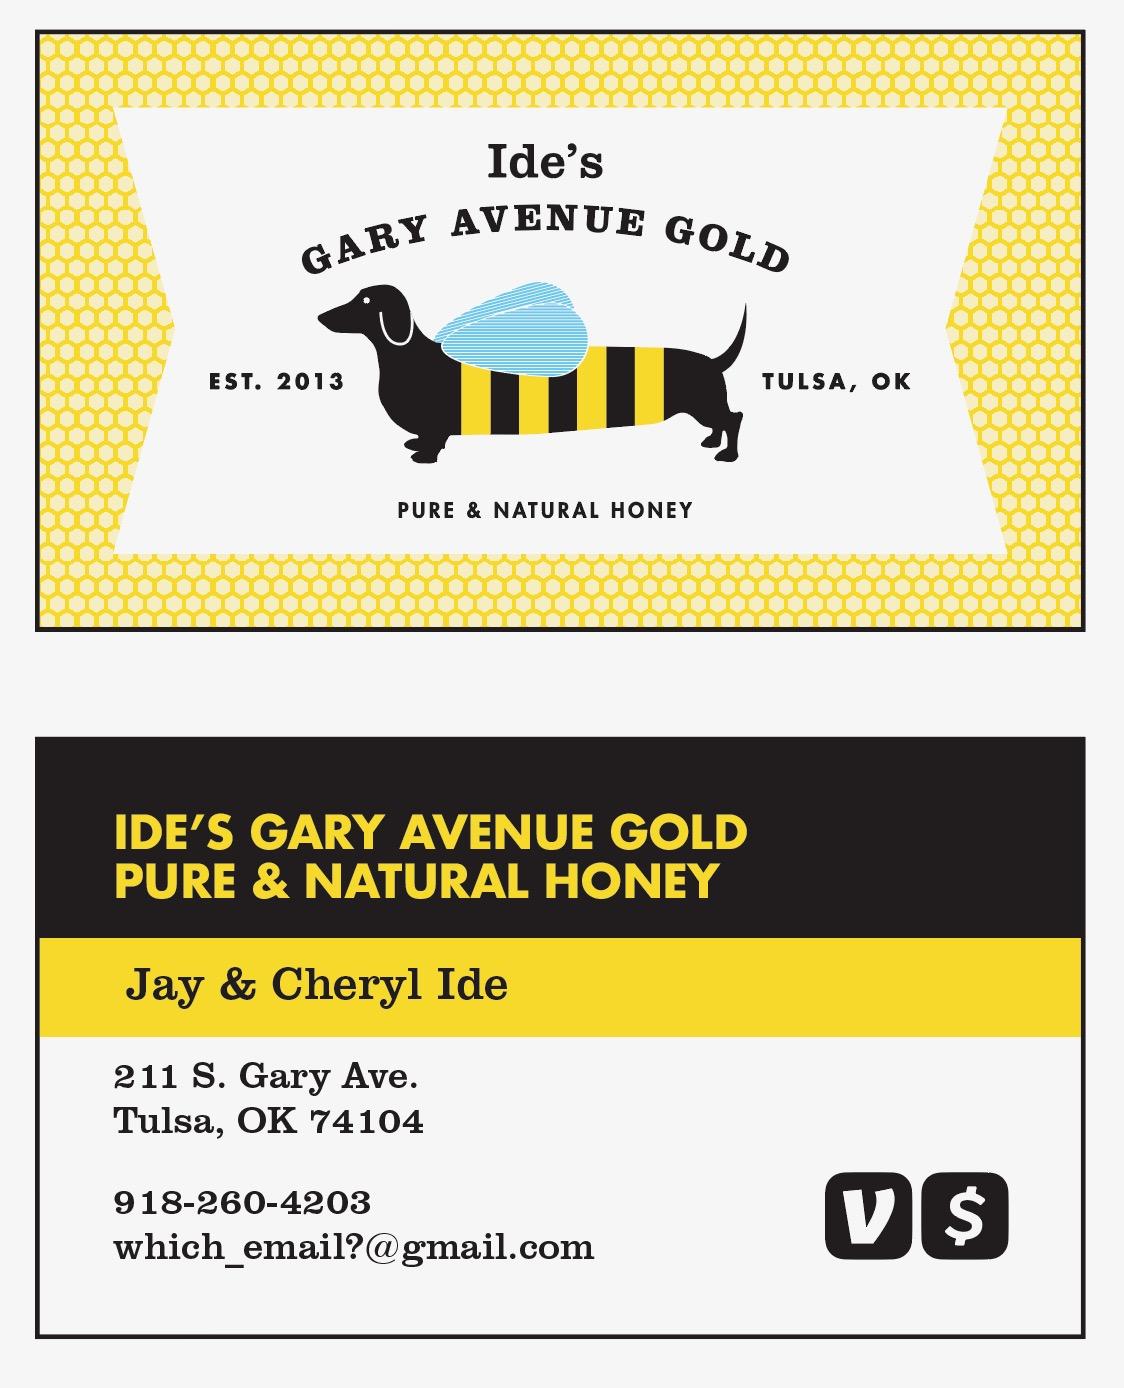 Ide’s
GARY AVENUE GOLD
EST. 2013
TULSA, OK
PURE & NATURAL HONEY
IDE’S GARY AVENUE GOLD
PURE & NATURAL HONEY
Jay & Cheryl Ide
211 S. Gary Ave.
Tulsa, OK 74104
918-260-4203
which_email?@gmail.com
V $